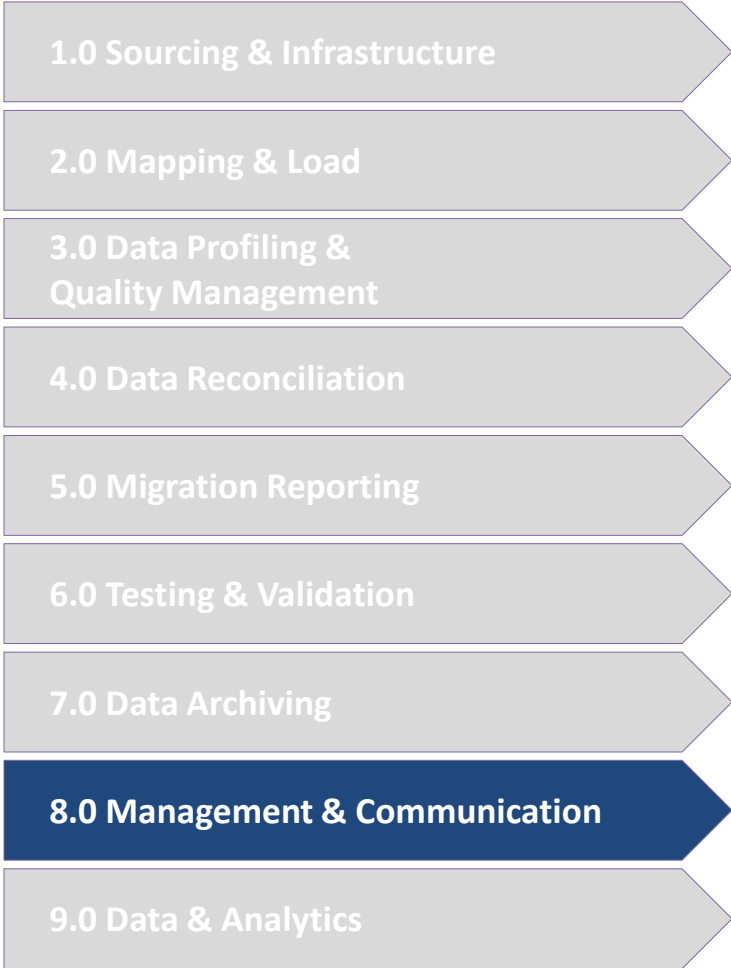 1.0 Sourcing & Infrastructure
2.0 Mapping & Load
3.0 Data Profiling &
Quality Management
4.0 Data Reconciliation
5.0 Migration Reporting
6.0 Testing & Validation
7.0 Data Archiving
8.0 Management & Communication
9.0 Data & Analytics